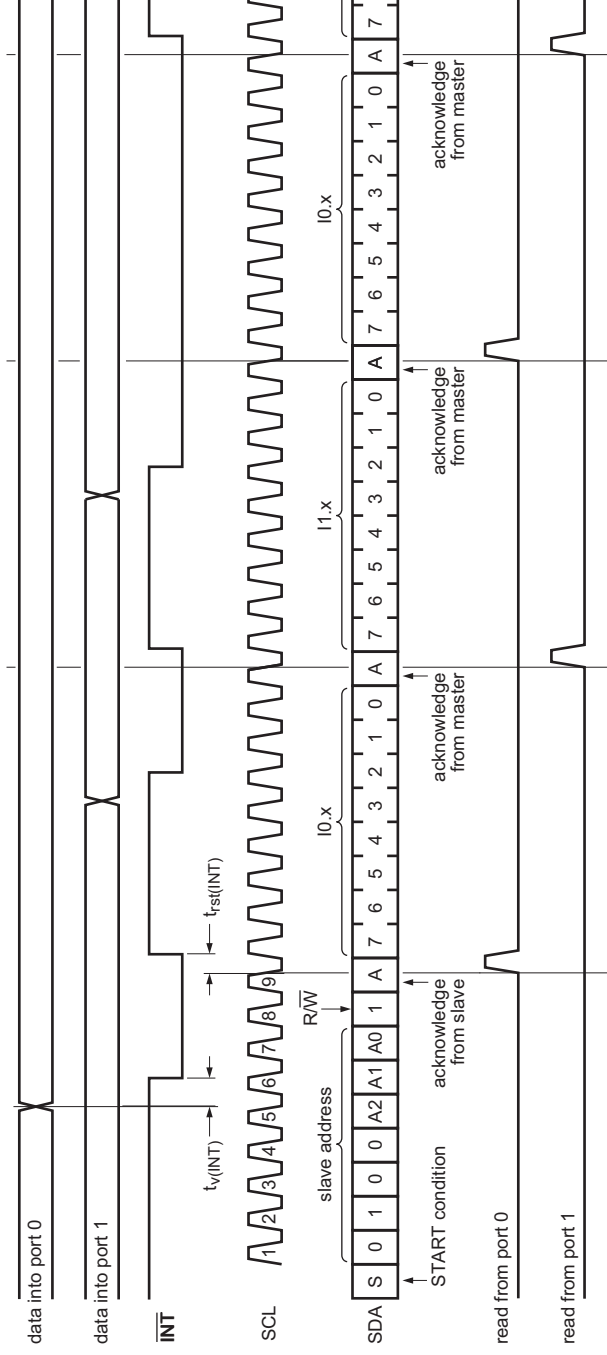 data into port 0
data into port 1
INT
t_v(INT)
t_rst(INT)
SCL
1 2 3 4 5 6 7 8 9
R/W
slave address
I0.x
I1.x
I0.x
SDA
S 0 1 0 0 A2 A1 A0 1 A 7 6 5 4 3 2 1 0 A 7 6 5 4 3 2 1 0 A 7 6 5 4 3 2 1 0 A 7
START condition
acknowledge
from slave
acknowledge
from master
acknowledge
from master
acknowledge
from master
read from port 0
read from port 1